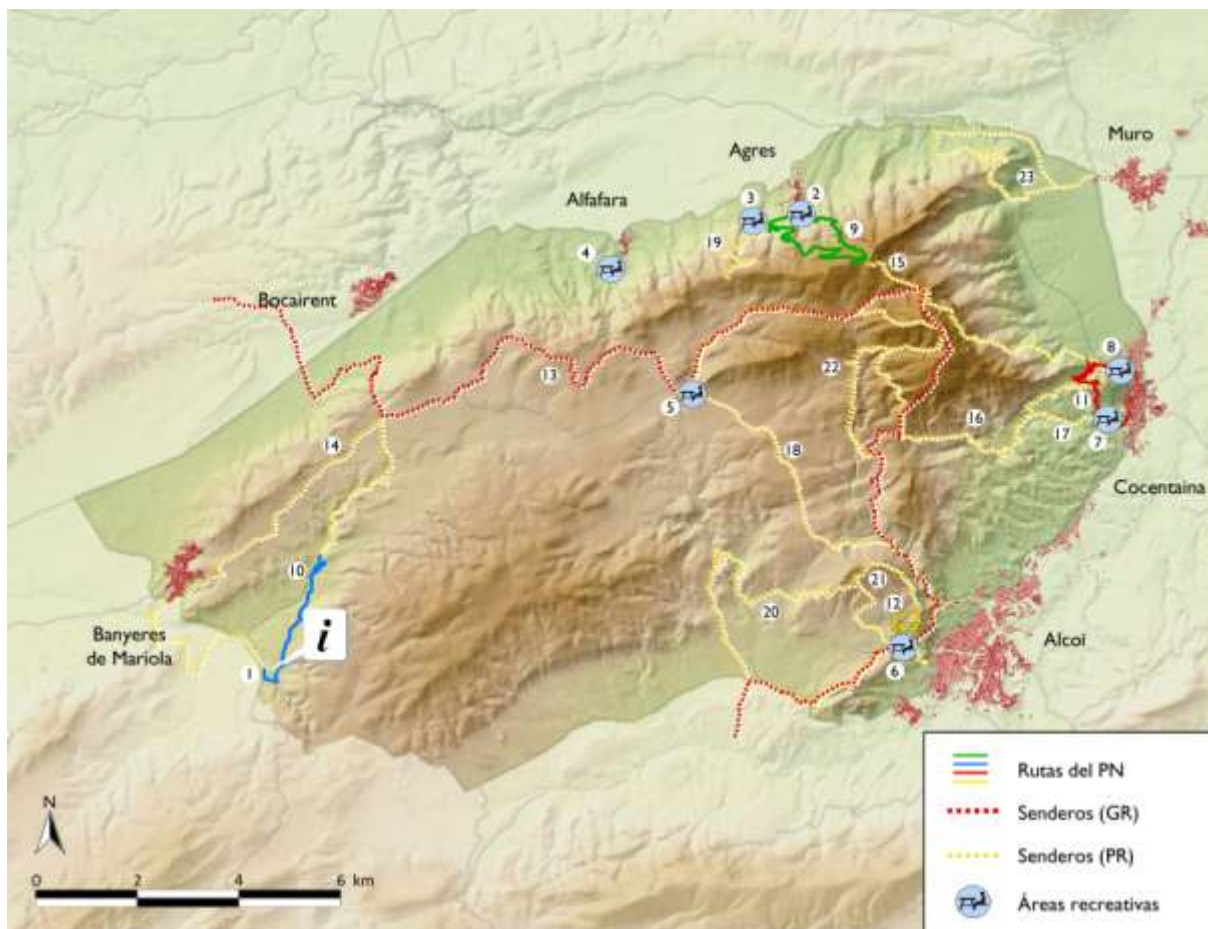 Muro
Agres
23
3
2
Alfafara
9
19
4
15
Bocairent
8
13
22
5
11
16
7
14
17
18
Cocentaina
10
21
12
20
Banyeres
de Mariola
i
Alcoi
1
6
N
0 2 4 6 km
Rutas del PN
Senderos (GR)
Senderos (PR)
Áreas recreativas